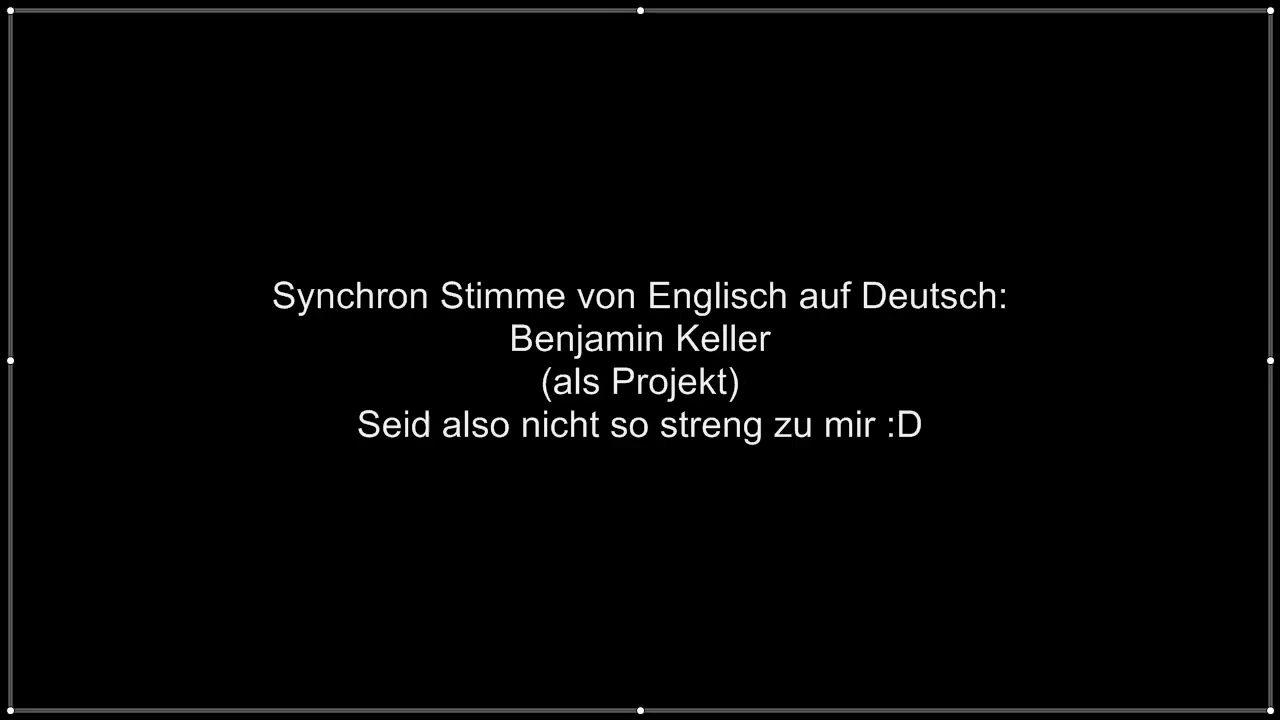 Synchron Stimme von Englisch auf Deutsch:
Benjamin Keller
(als Projekt)
Seid also nicht so streng zu mir :D